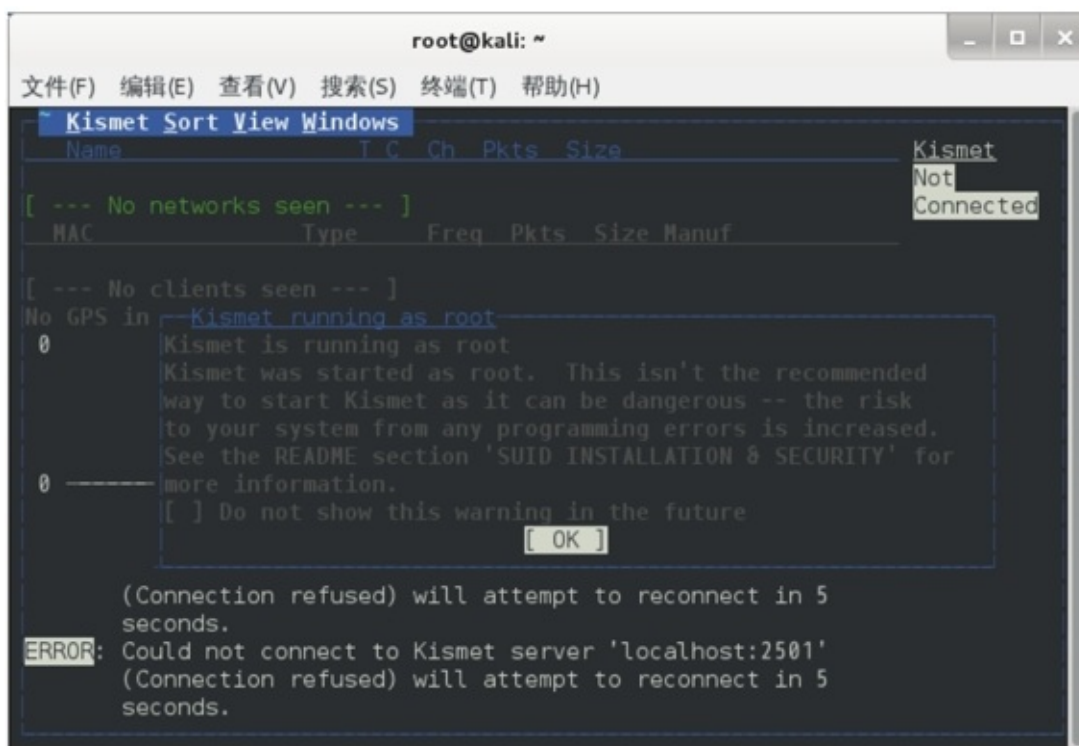 root@kali: ~
文件(F) 编辑(E) 查看(V) 搜索(S) 终端(T) 帮助(H)
~ Kismet Sort View Windows
Name T C Ch Pkts Size Kismet
Not
[ --- No networks seen --- ] Connected
MAC Type Freq Pkts Size Manuf
[ --- No clients seen --- ]
No GPS in Kismet running as root
0 Kismet is running as root
Kismet was started as root. This isn't the recommended
way to start Kismet as it can be dangerous -- the risk
to your system from any programming errors is increased.
See the README section 'SUID INSTALLATION & SECURITY' for
0 more information.
[ ] Do not show this warning in the future
[ OK ]
(Connection refused) will attempt to reconnect in 5
seconds.
ERROR: Could not connect to Kismet server 'localhost:2501'
(Connection refused) will attempt to reconnect in 5
seconds.